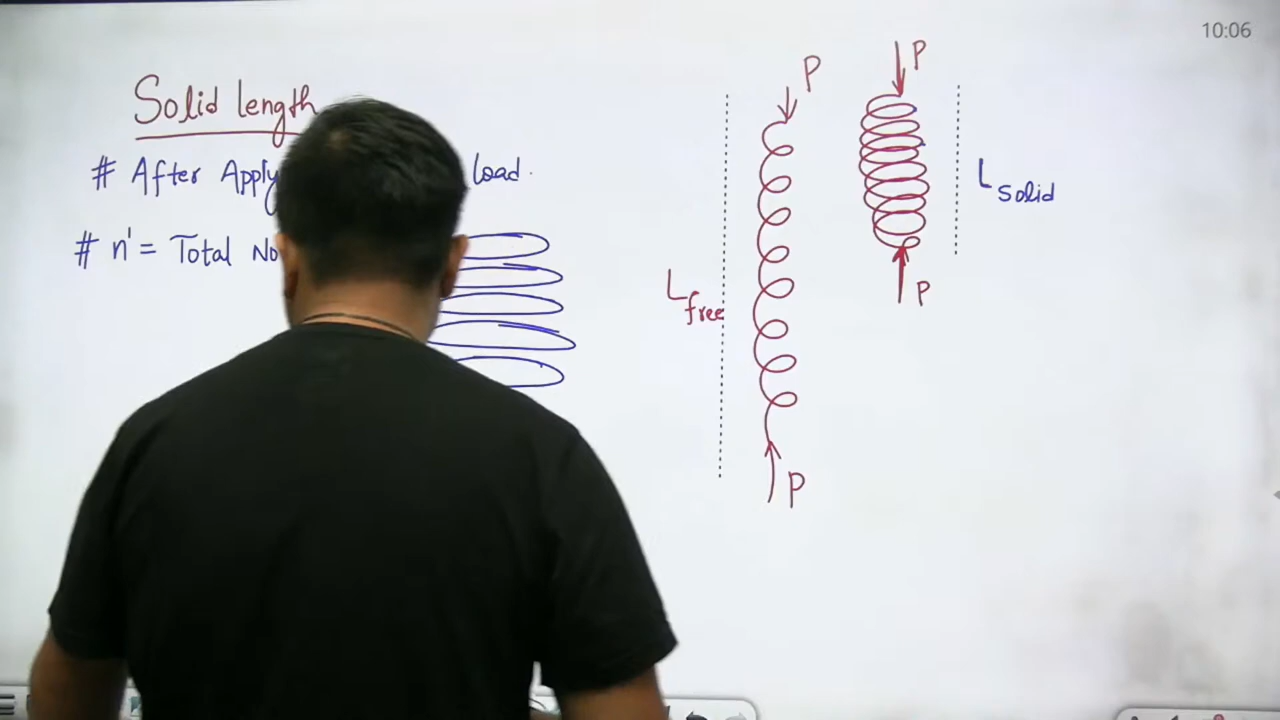 10:06
Solid length
# After Apply load.
# n' = Total No
P
P
L free
P
P
L solid